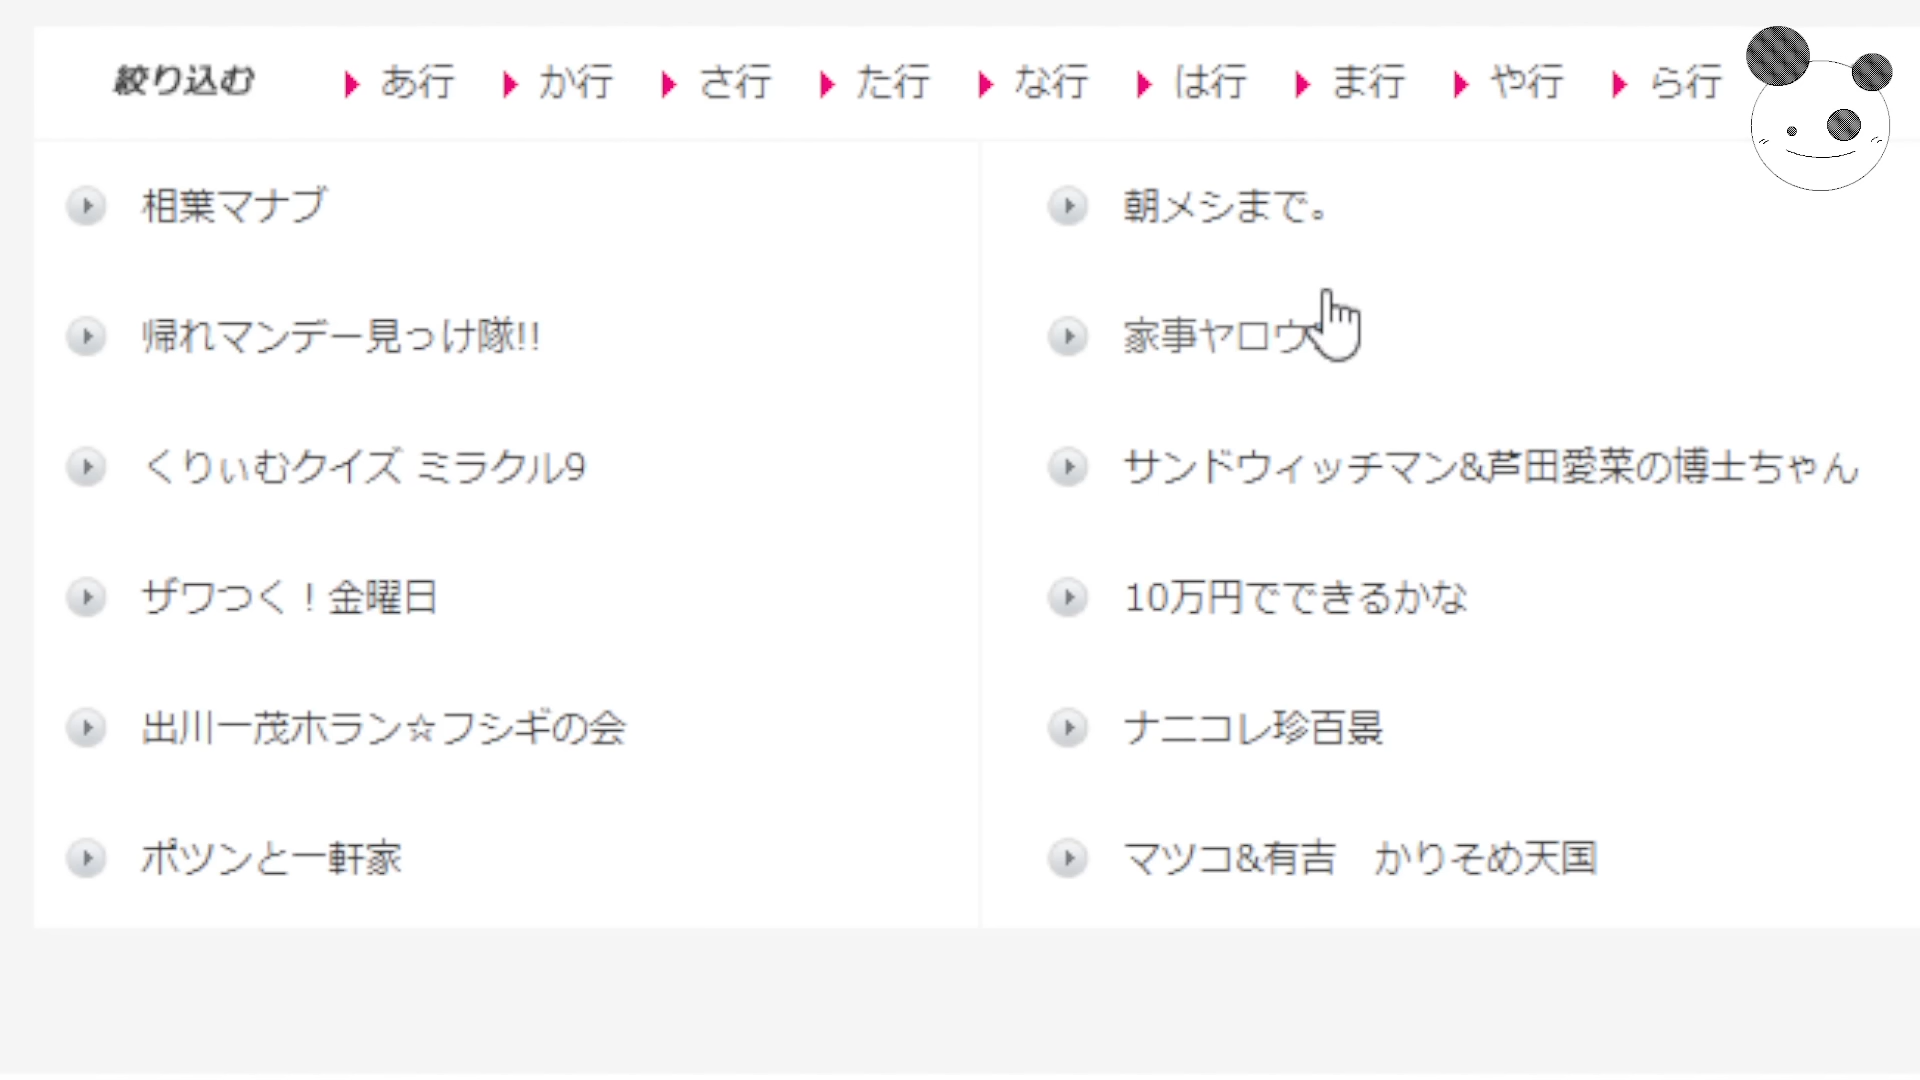 絞り込む あ行 か行 さ行 た行 な行 は行 ま行 や行 ら行
相葉マナブ
朝メシまで。
帰れマンデー見っけ隊!!
家事ヤロウ
くりぃむクイズ ミラクル9
サンドウィッチマン&芦田愛菜の博士ちゃん
ザワつく！金曜日
10万円でできるかな
出川一茂ホラン☆フシギの会
ナニコレ珍百景
ポツンと一軒家
マツコ&有吉　かりそめ天国